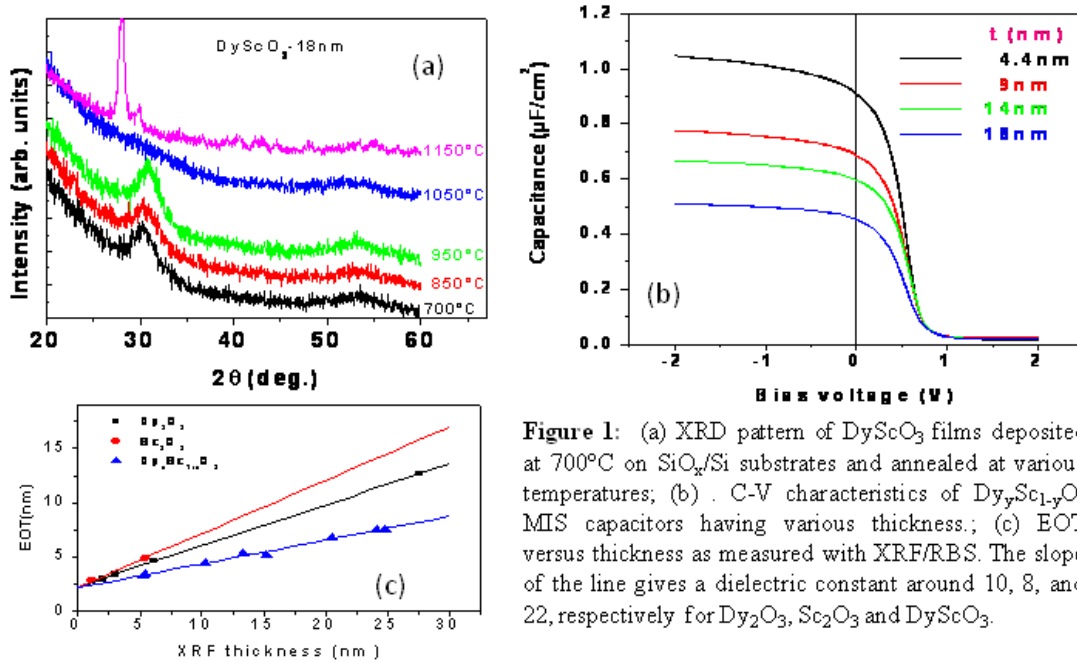 DyScO3-18nm
(a)
1150°C
1050°C
950°C
850°C
700°C
Intensity (arb. units)
20 30 40 50 60
2θ (deg.)
t (nm)
4.4nm
9nm
14nm
18nm
1.2
1.0
0.8
0.6
0.4
0.2
0.0
Capacitance (µF/cm²)
(b)
-2 -1 0 1 2
Bias voltage (V)
15
10
5
0
EOT(nm)
(c)
0 5 10 15 20 25 30
XRF thickness (nm)
Figure 1: (a) XRD pattern of DyScO3 films deposited
at 700°C on SiOx/Si substrates and annealed at various
temperatures; (b) . C-V characteristics of DyySc1-yO
MIS capacitors having various thickness.; (c) EOT
versus thickness as measured with XRF/RBS. The slope
of the line gives a dielectric constant around 10, 8, and
22, respectively for Dy2O3, Sc2O3 and DyScO3.